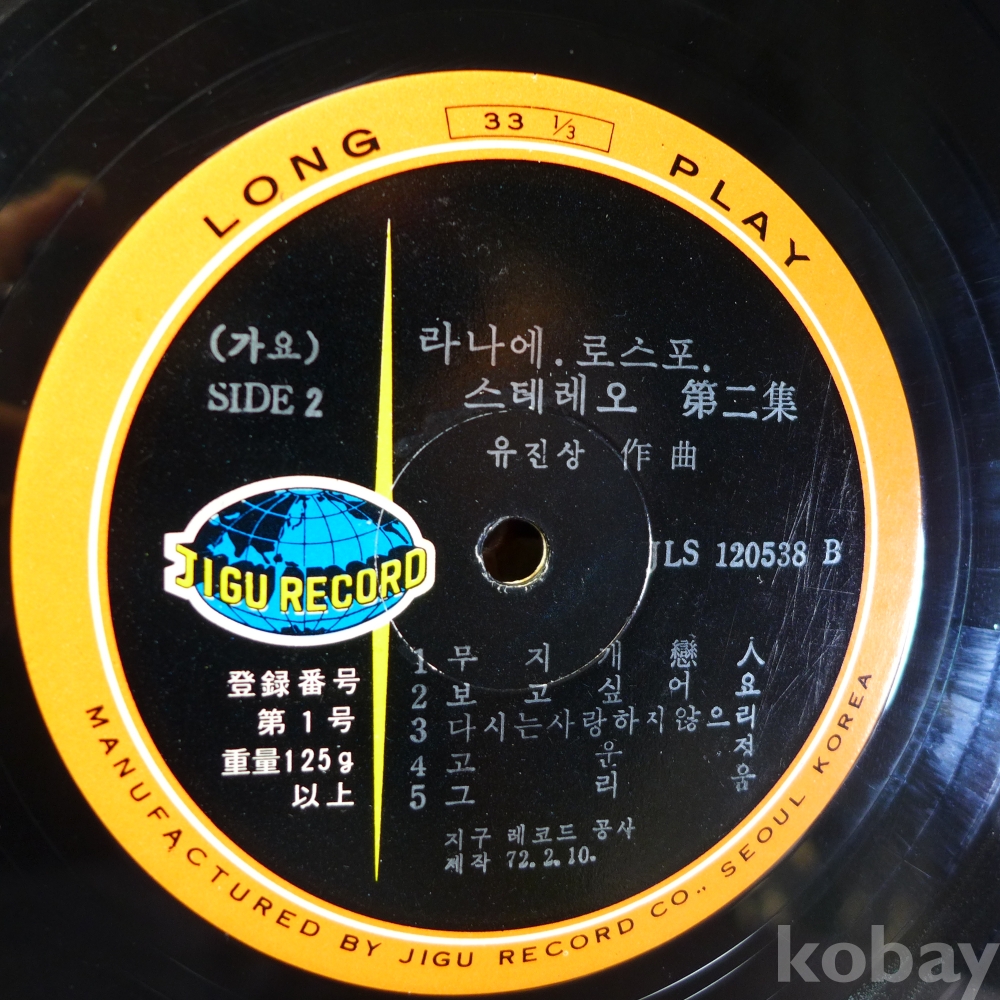 LONG PLAY
33 1/3
(가요)
SIDE 2
라나에.로스포.
스테레오 第二集
유진상 作曲
JIGU RECORD
JLS 120538 B
登録番号
第1号
重量125g
以上
1 무지개戀人
2 보고싶어요
3 다시는사랑하지않으리
4 고운정
5 그리움
지구 레코드 공사
제작 72.2.10.
MANUFACTURED BY JIGU RECORD CO., SEOUL KOREA
kobay